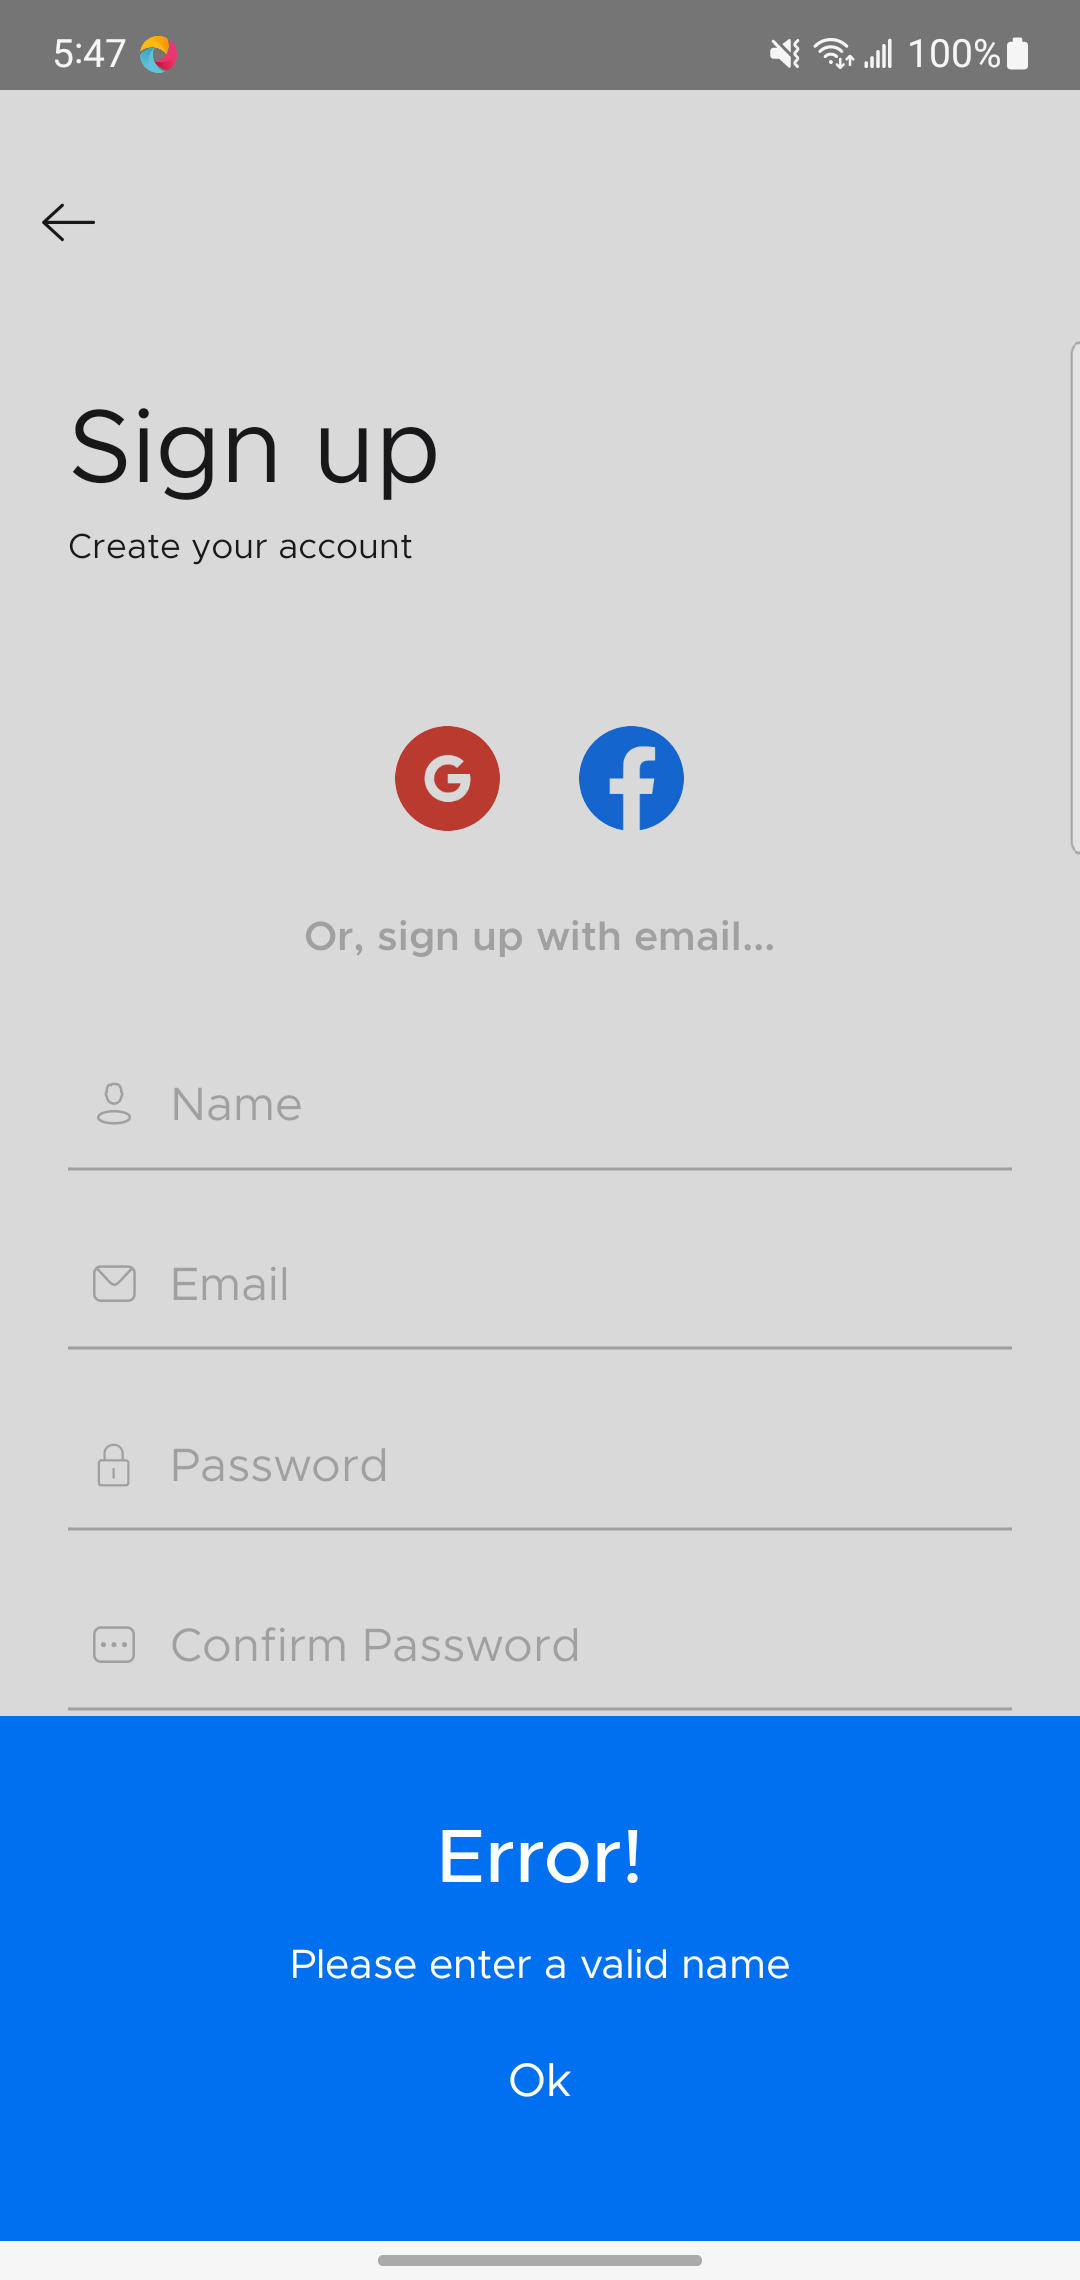 5:47 100%
Sign up
Create your account
Or, sign up with email...
Name
Email
Password
Confirm Password
Error!
Please enter a valid name
Ok